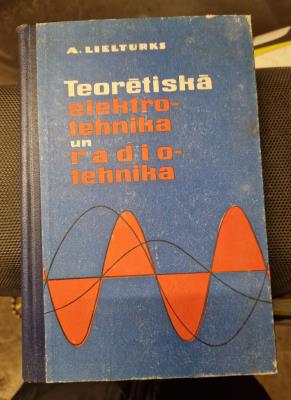 A. LIELTURKS
Teorētiskā
elektro-
tehnika
un
radio-
tehnika